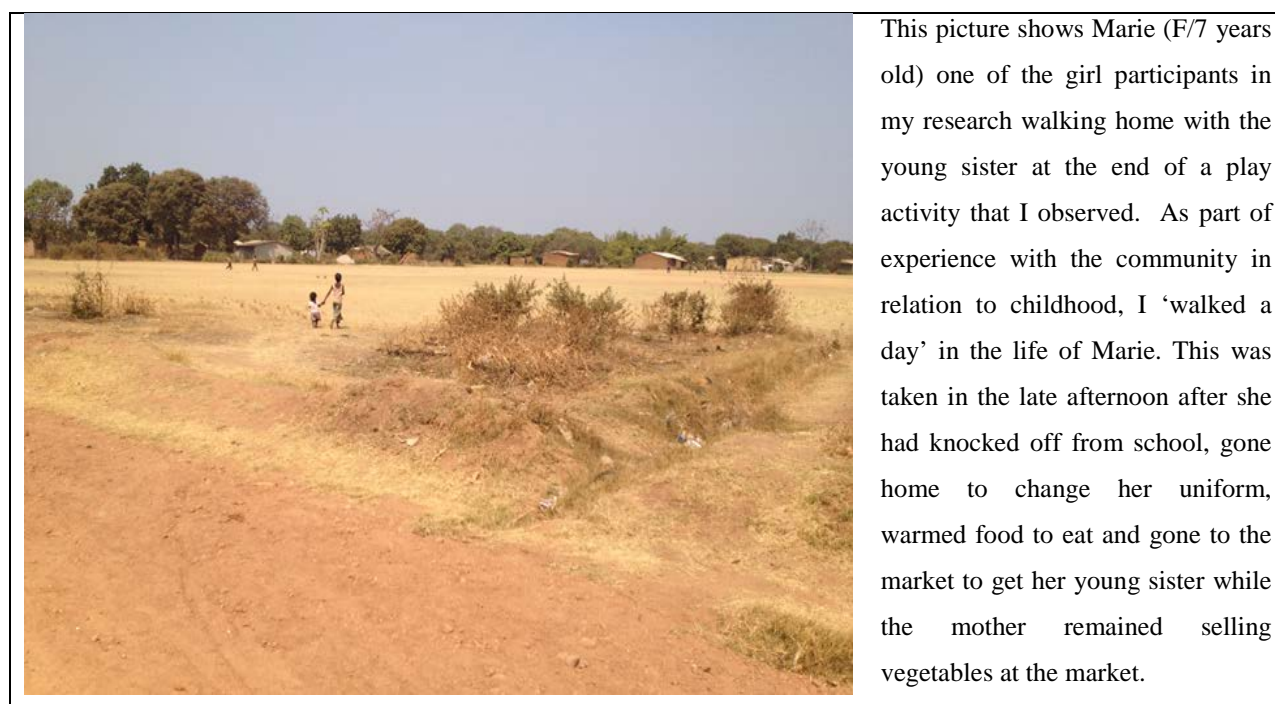 This picture shows Marie (F/7 years
old) one of the girl participants in
my research walking home with the
young sister at the end of a play
activity that I observed. As part of
experience with the community in
relation to childhood, I ‘walked a
day’ in the life of Marie. This was
taken in the late afternoon after she
had knocked off from school, gone
home to change her uniform,
warmed food to eat and gone to the
market to get her young sister while
the mother remained selling
vegetables at the market.